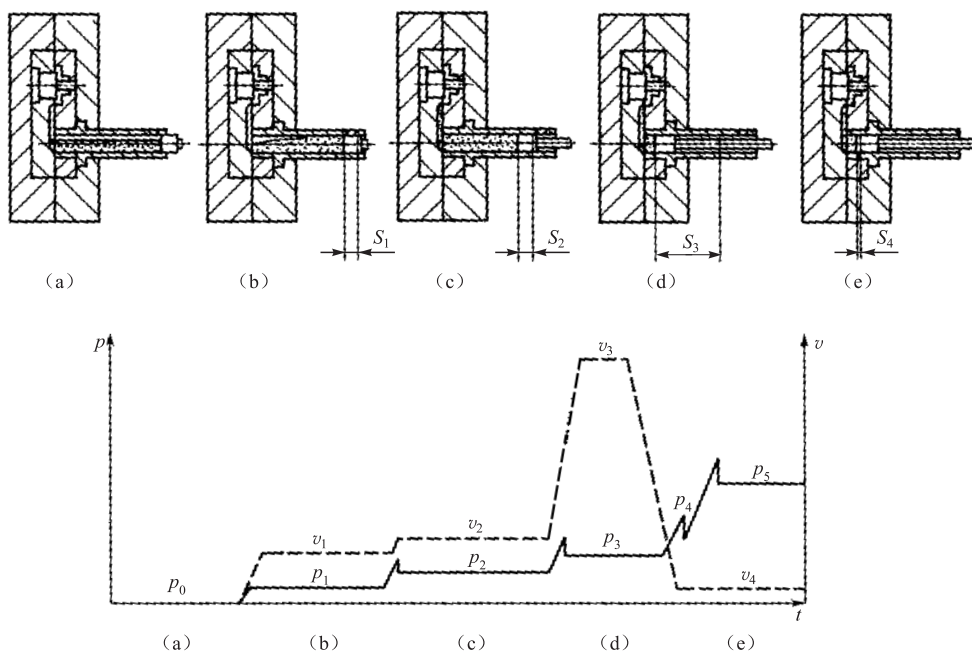 S₁
S₂
S₃
S₄
（a）
（b）
（c）
（d）
（e）
p
v
v₃
p₅
p₄
v₂
v₁
p₃
p₂
p₁
p₀
v₄
t
（a）
（b）
（c）
（d）
（e）